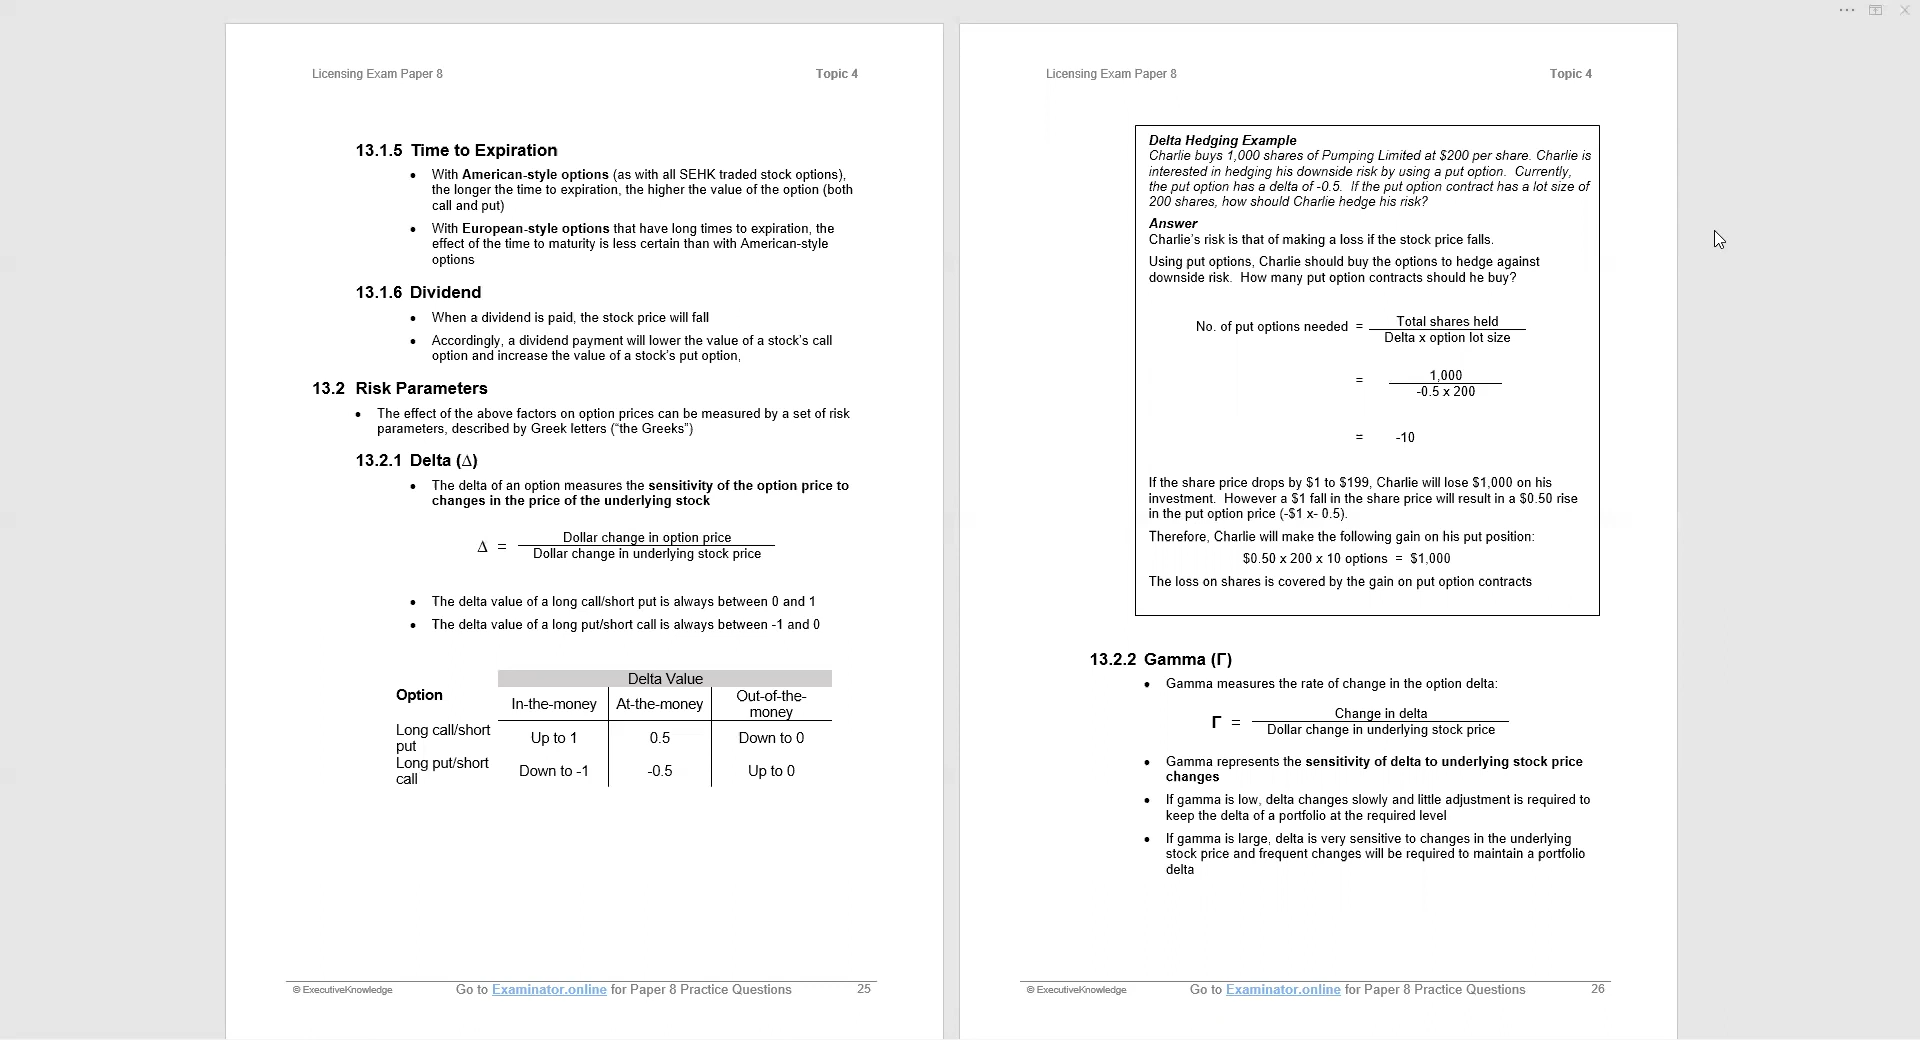 Licensing Exam Paper 8 Topic 4
13.1.5 Time to Expiration
• With American-style options (as with all SEHK traded stock options),
the longer the time to expiration, the higher the value of the option (both
call and put)
• With European-style options that have long times to expiration, the
effect of the time to maturity is less certain than with American-style
options
13.1.6 Dividend
• When a dividend is paid, the stock price will fall
• Accordingly, a dividend payment will lower the value of a stock's call
option and increase the value of a stock's put option,
13.2 Risk Parameters
• The effect of the above factors on option prices can be measured by a set of risk
parameters, described by Greek letters ("the Greeks")
13.2.1 Delta (Δ)
• The delta of an option measures the sensitivity of the option price to
changes in the price of the underlying stock
Dollar change in option price
Δ =
Dollar change in underlying stock price
• The delta value of a long call/short put is always between 0 and 1
• The delta value of a long put/short call is always between -1 and 0
Delta Value
Option In-the-money At-the-money Out-of-the-
money
Long call/short
put Up to 1 0.5 Down to 0
Long put/short
call Down to -1 -0.5 Up to 0
© ExecutiveKnowledge Go to Examinator.online for Paper 8 Practice Questions 25
Licensing Exam Paper 8 Topic 4
Delta Hedging Example
Charlie buys 1,000 shares of Pumping Limited at $200 per share. Charlie is
interested in hedging his downside risk by using a put option. Currently,
the put option has a delta of -0.5. If the put option contract has a lot size of
200 shares, how should Charlie hedge his risk?
Answer
Charlie's risk is that of making a loss if the stock price falls.
Using put options, Charlie should buy the options to hedge against
downside risk. How many put option contracts should he buy?
Total shares held
No. of put options needed =
Delta x option lot size
1,000
=
-0.5 x 200
= -10
If the share price drops by $1 to $199, Charlie will lose $1,000 on his
investment. However a $1 fall in the share price will result in a $0.50 rise
in the put option price (-$1 x- 0.5).
Therefore, Charlie will make the following gain on his put position:
$0.50 x 200 x 10 options = $1,000
The loss on shares is covered by the gain on put option contracts
13.2.2 Gamma (Γ)
• Gamma measures the rate of change in the option delta:
Change in delta
Γ =
Dollar change in underlying stock price
• Gamma represents the sensitivity of delta to underlying stock price
changes
• If gamma is low, delta changes slowly and little adjustment is required to
keep the delta of a portfolio at the required level
• If gamma is large, delta is very sensitive to changes in the underlying
stock price and frequent changes will be required to maintain a portfolio
delta
© ExecutiveKnowledge Go to Examinator.online for Paper 8 Practice Questions 26